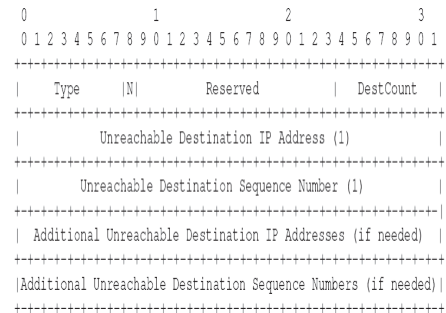 0                   1                   2                   3
0 1 2 3 4 5 6 7 8 9 0 1 2 3 4 5 6 7 8 9 0 1 2 3 4 5 6 7 8 9 0 1
+-+-+-+-+-+-+-+-+-+-+-+-+-+-+-+-+-+-+-+-+-+-+-+-+-+-+-+-+-+-+-+-+
|     Type      |N|          Reserved           |   DestCount   |
+-+-+-+-+-+-+-+-+-+-+-+-+-+-+-+-+-+-+-+-+-+-+-+-+-+-+-+-+-+-+-+-+
|            Unreachable Destination IP Address (1)             |
+-+-+-+-+-+-+-+-+-+-+-+-+-+-+-+-+-+-+-+-+-+-+-+-+-+-+-+-+-+-+-+-+
|         Unreachable Destination Sequence Number (1)           |
+-+-+-+-+-+-+-+-+-+-+-+-+-+-+-+-+-+-+-+-+-+-+-+-+-+-+-+-+-+-+-+-|
|  Additional Unreachable Destination IP Addresses (if needed)  |
+-+-+-+-+-+-+-+-+-+-+-+-+-+-+-+-+-+-+-+-+-+-+-+-+-+-+-+-+-+-+-+-+
|Additional Unreachable Destination Sequence Numbers (if needed)|
+-+-+-+-+-+-+-+-+-+-+-+-+-+-+-+-+-+-+-+-+-+-+-+-+-+-+-+-+-+-+-+-+